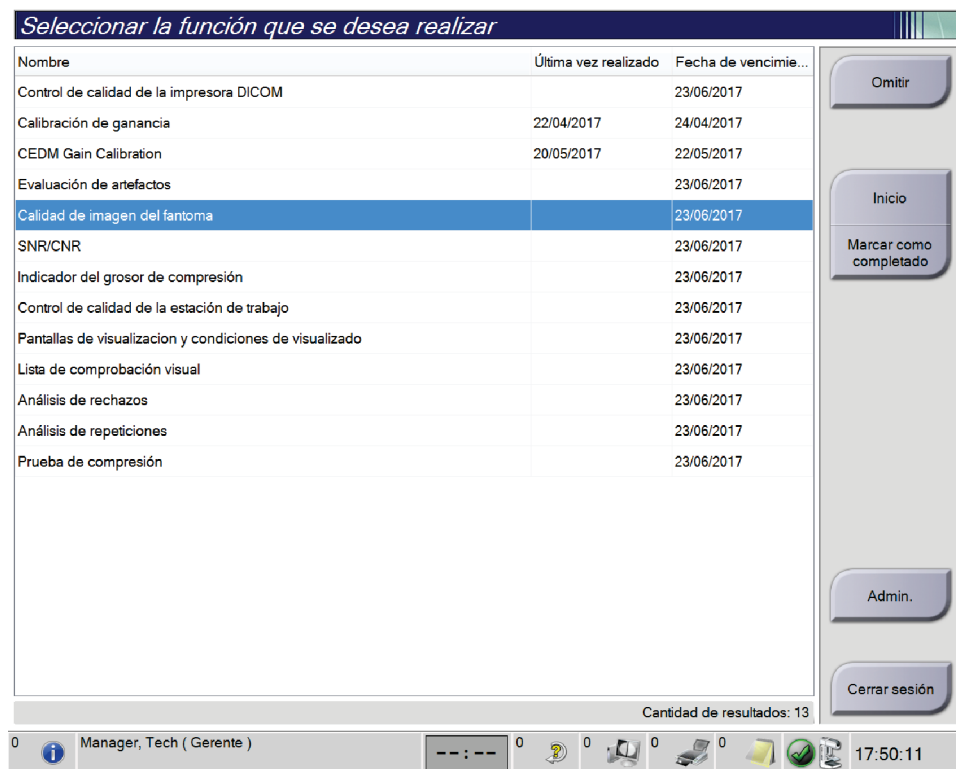 Seleccionar la función que se desea realizar
Nombre Última vez realizado Fecha de vencimie...
Control de calidad de la impresora DICOM 23/06/2017
Calibración de ganancia 22/04/2017 24/04/2017
CEDM Gain Calibration 20/05/2017 22/05/2017
Evaluación de artefactos 23/06/2017
Calidad de imagen del fantoma 23/06/2017
SNR/CNR 23/06/2017
Indicador del grosor de compresión 23/06/2017
Control de calidad de la estación de trabajo 23/06/2017
Pantallas de visualizacion y condiciones de visualizado 23/06/2017
Lista de comprobación visual 23/06/2017
Análisis de rechazos 23/06/2017
Análisis de repeticiones 23/06/2017
Prueba de compresión 23/06/2017
Cantidad de resultados: 13
Omitir
Inicio
Marcar como
completado
Admin.
Cerrar sesión
0 Manager, Tech ( Gerente ) --:-- 0 0 0 0 17:50:11